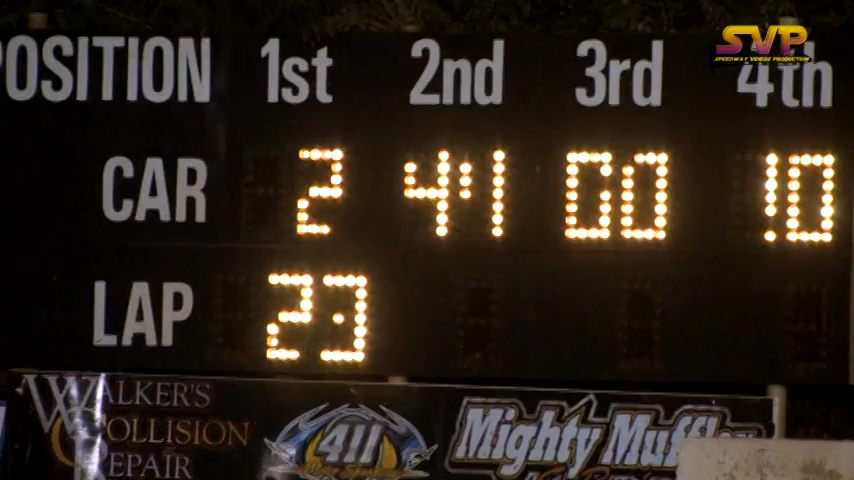 SVP
SPEEDWAY VIDEOS PRODUCTION
POSITION 1st 2nd 3rd 4th
CAR 2 41 00 10
LAP 23
WALKER'S
COLLISION
REPAIR
411
Mighty Muffler